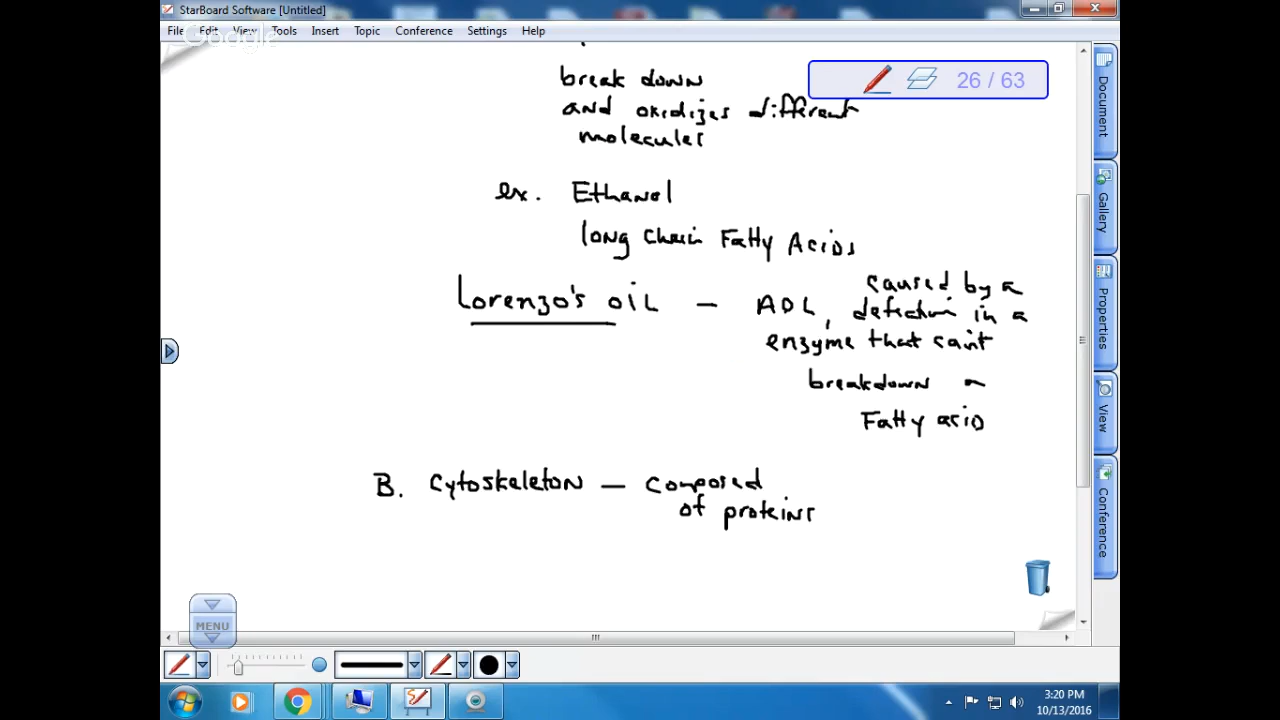 StarBoard Software [Untitled]
File Edit View Tools Insert Topic Conference Settings Help
Google
26 / 63
break down
and oxidizes different
molecules
ex. Ethanol
long chain Fatty Acids
Lorenzo's oil — ADL, caused by a
defection in a
enzyme that can't
breakdown a
Fatty acid
B. Cytoskeleton — composed
of proteins
Document
Gallery
Properties
View
Conference
MENU
3:20 PM
10/13/2016